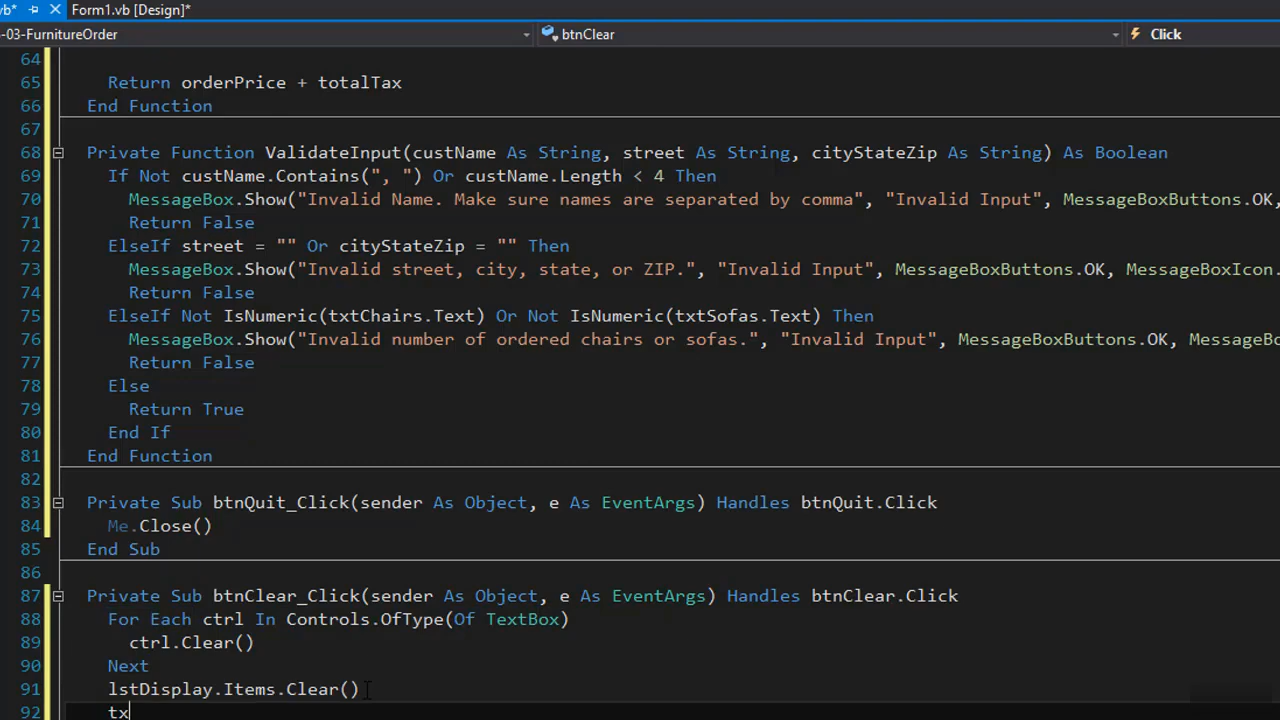 vb* Form1.vb [Design]*
-03-FurnitureOrder btnClear Click
64
65 Return orderPrice + totalTax
66 End Function
67
68 Private Function ValidateInput(custName As String, street As String, cityStateZip As String) As Boolean
69 If Not custName.Contains(", ") Or custName.Length < 4 Then
70 MessageBox.Show("Invalid Name. Make sure names are separated by comma", "Invalid Input", MessageBoxButtons.OK,
71 Return False
72 ElseIf street = "" Or cityStateZip = "" Then
73 MessageBox.Show("Invalid street, city, state, or ZIP.", "Invalid Input", MessageBoxButtons.OK, MessageBoxIcon.
74 Return False
75 ElseIf Not IsNumeric(txtChairs.Text) Or Not IsNumeric(txtSofas.Text) Then
76 MessageBox.Show("Invalid number of ordered chairs or sofas.", "Invalid Input", MessageBoxButtons.OK, MessageB
77 Return False
78 Else
79 Return True
80 End If
81 End Function
82
83 Private Sub btnQuit_Click(sender As Object, e As EventArgs) Handles btnQuit.Click
84 Me.Close()
85 End Sub
86
87 Private Sub btnClear_Click(sender As Object, e As EventArgs) Handles btnClear.Click
88 For Each ctrl In Controls.OfType(Of TextBox)
89 ctrl.Clear()
90 Next
91 lstDisplay.Items.Clear()
92 tx